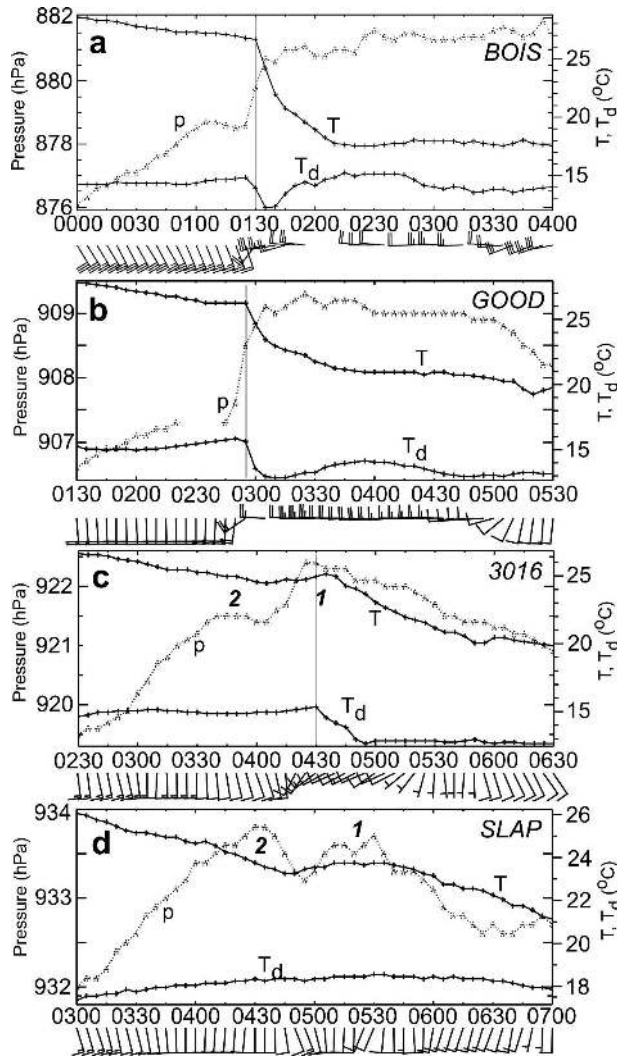 a BOIS
Pressure (hPa)
882
880
878
876
T, Td (°C)
25
20
15
p T Td
0000 0030 0100 0130 0200 0230 0300 0330 0400
b GOOD
Pressure (hPa)
909
908
907
T, Td (°C)
25
20
15
p T Td
0130 0200 0230 0300 0330 0400 0430 0500 0530
c 3016
Pressure (hPa)
922
921
920
T, Td (°C)
25
20
15
2 1
p T Td
0230 0300 0330 0400 0430 0500 0530 0600 0630
d SLAP
Pressure (hPa)
934
933
932
T, Td (°C)
26
24
22
20
18
2 1
p T Td
0300 0330 0400 0430 0500 0530 0600 0630 0700